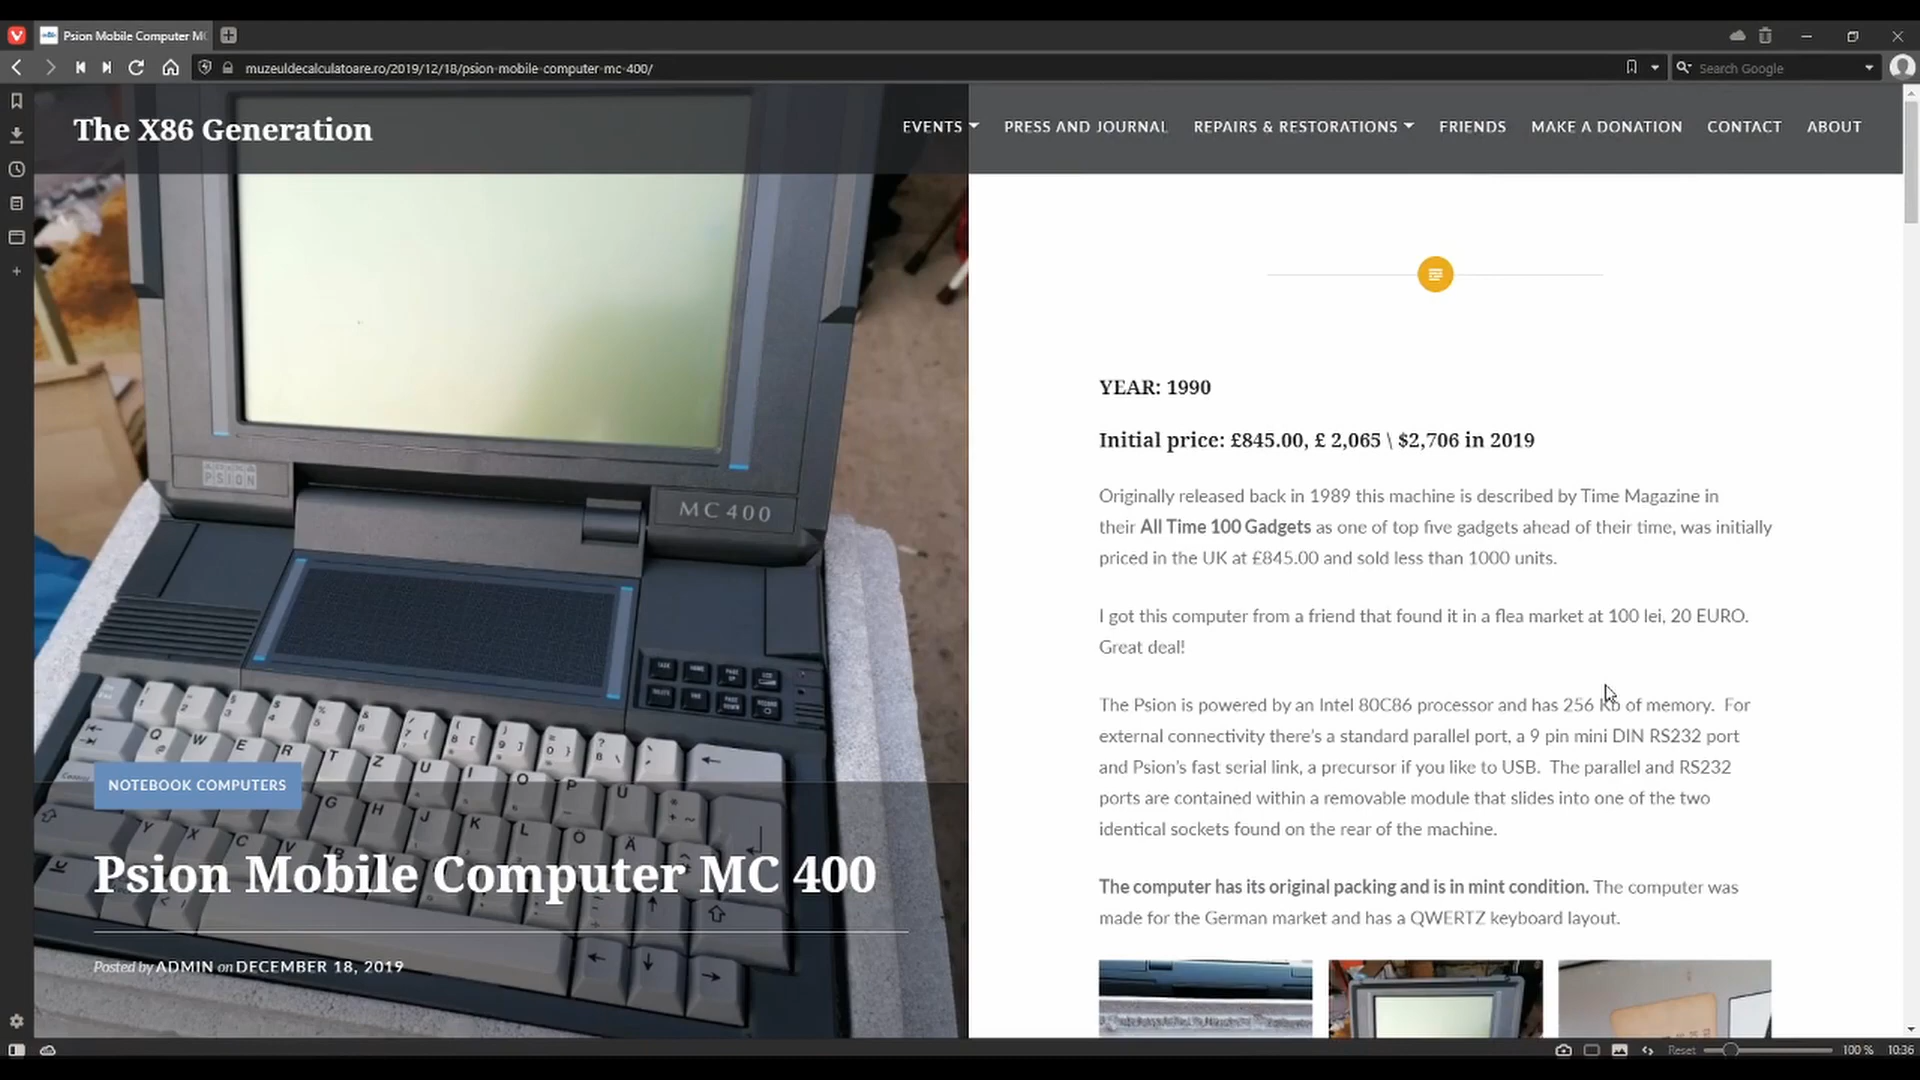 Psion Mobile Computer MC
muzeuldecalculatoare.ro/2019/12/18/psion-mobile-computer-mc-400/
Search Google
The X86 Generation
EVENTS
PRESS AND JOURNAL
REPAIRS & RESTORATIONS
FRIENDS
MAKE A DONATION
CONTACT
ABOUT
PSION
MC 400
NOTEBOOK COMPUTERS
Psion Mobile Computer MC 400
Posted by ADMIN on DECEMBER 18, 2019
YEAR: 1990
Initial price: £845.00, £ 2,065 \ $2,706 in 2019
Originally released back in 1989 this machine is described by Time Magazine in
their All Time 100 Gadgets as one of top five gadgets ahead of their time, was initially
priced in the UK at £845.00 and sold less than 1000 units.
I got this computer from a friend that found it in a flea market at 100 lei, 20 EURO.
Great deal!
The Psion is powered by an Intel 80C86 processor and has 256 Kb of memory.  For
external connectivity there's a standard parallel port, a 9 pin mini DIN RS232 port
and Psion's fast serial link, a precursor if you like to USB.  The parallel and RS232
ports are contained within a removable module that slides into one of the two
identical sockets found on the rear of the machine.
The computer has its original packing and is in mint condition. The computer was
made for the German market and has a QWERTZ keyboard layout.
Reset
100 %
10:36